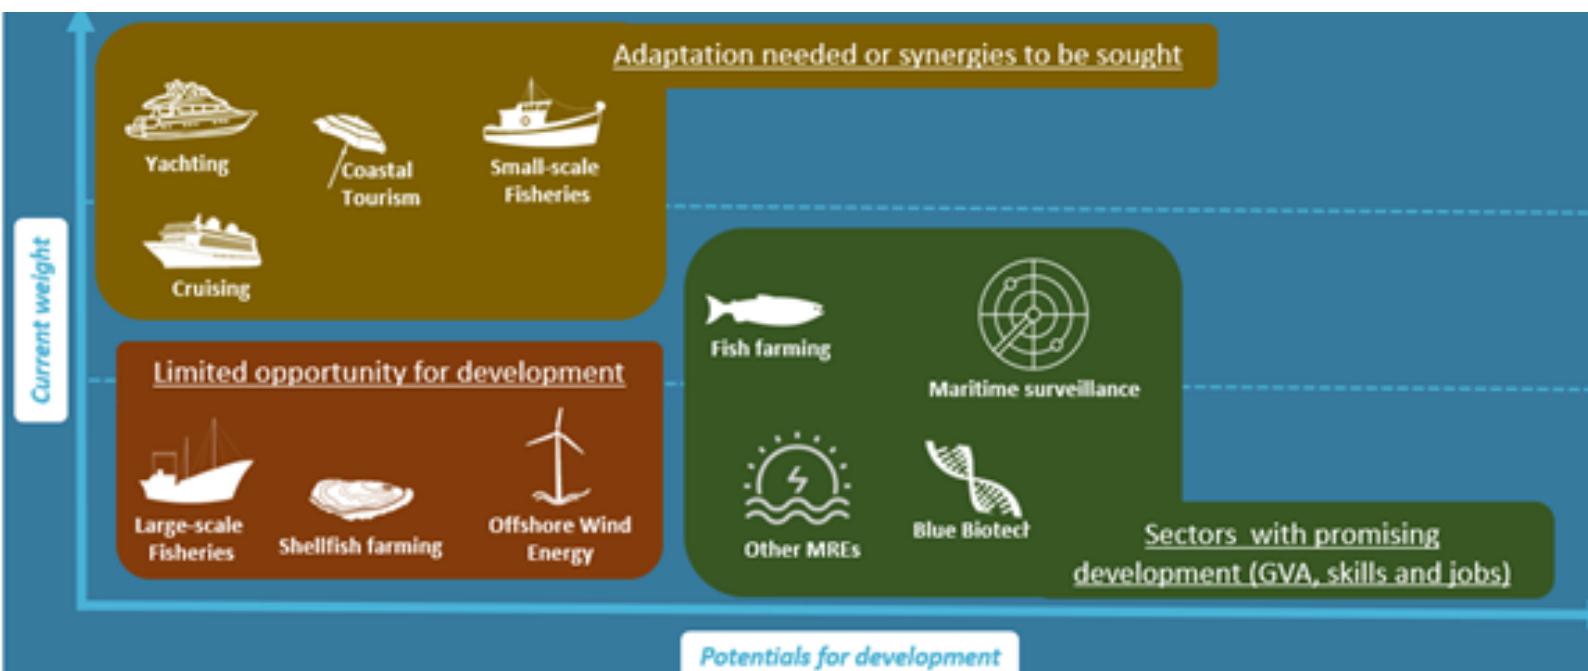 Adaptation needed or synergies to be sought
Yachting
Coastal
Tourism
Small-scale
Fisheries
Cruising
Current weight
Limited opportunity for development
Large-scale
Fisheries
Shellfish farming
Offshore Wind
Energy
Fish farming
Maritime surveillance
Other MREs
Blue Biotech
Sectors with promising
development (GVA, skills and jobs)
Potentials for development